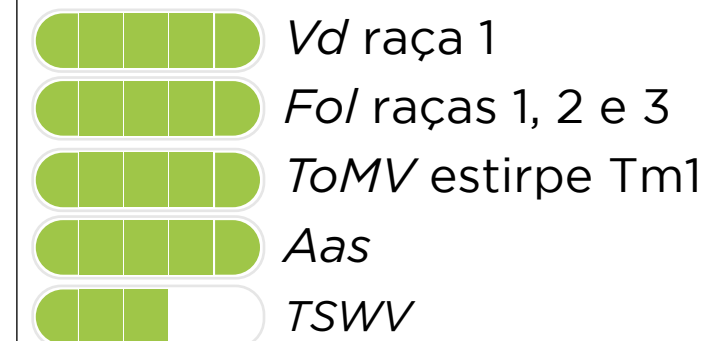 Vd raça 1
Fol raças 1, 2 e 3
ToMV estirpe Tm1
Aas
TSWV